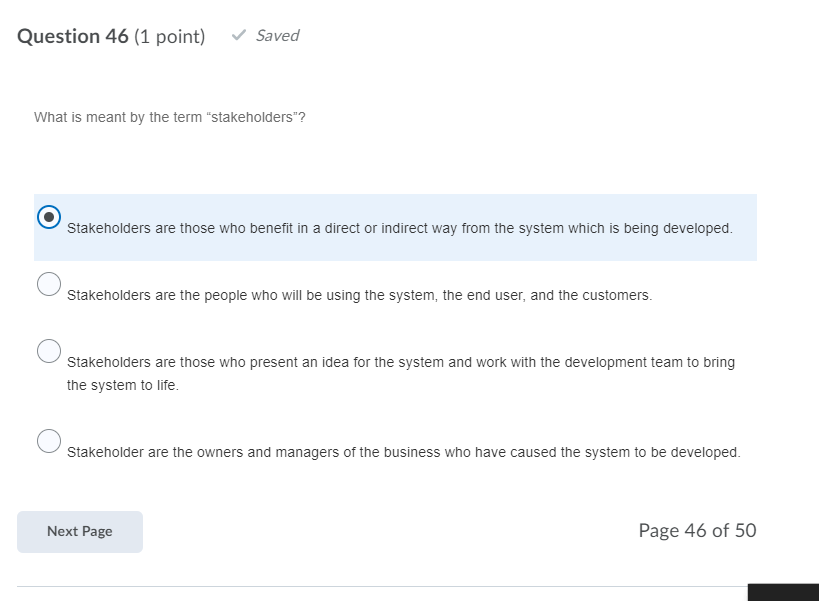 Question 46 (1 point) Saved
What is meant by the term “stakeholders”?
Stakeholders are those who benefit in a direct or indirect way from the system which is being developed.
Stakeholders are the people who will be using the system, the end user, and the customers.
Stakeholders are those who present an idea for the system and work with the development team to bring
the system to life.
Stakeholder are the owners and managers of the business who have caused the system to be developed.
Next Page
Page 46 of 50